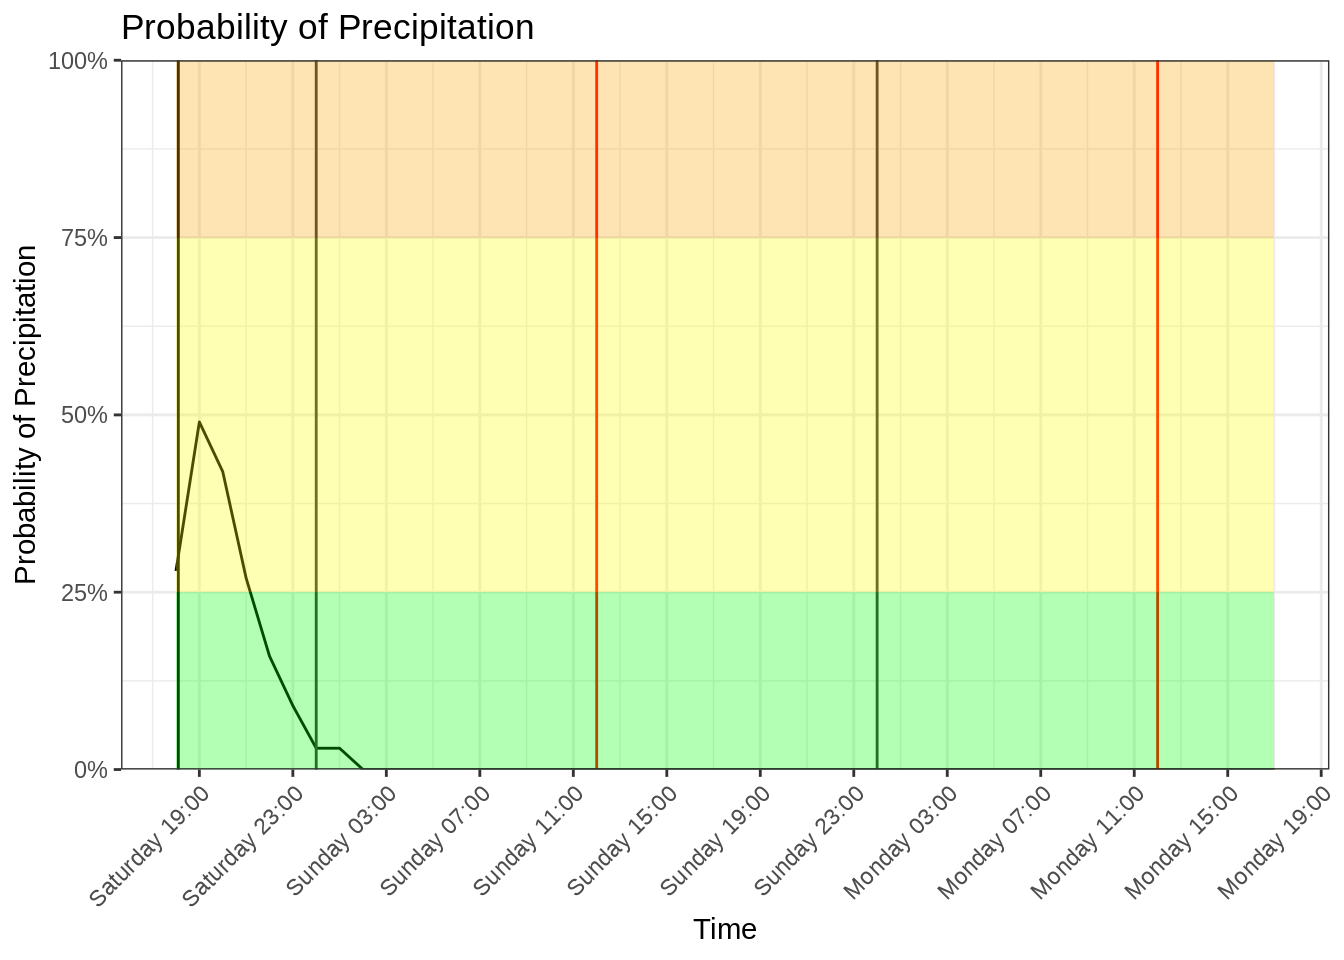 Probability of Precipitation
Probability of Precipitation
100%
75%
50%
25%
0%
Saturday 19:00
Saturday 23:00
Sunday 03:00
Sunday 07:00
Sunday 11:00
Sunday 15:00
Sunday 19:00
Sunday 23:00
Monday 03:00
Monday 07:00
Monday 11:00
Monday 15:00
Monday 19:00
Time